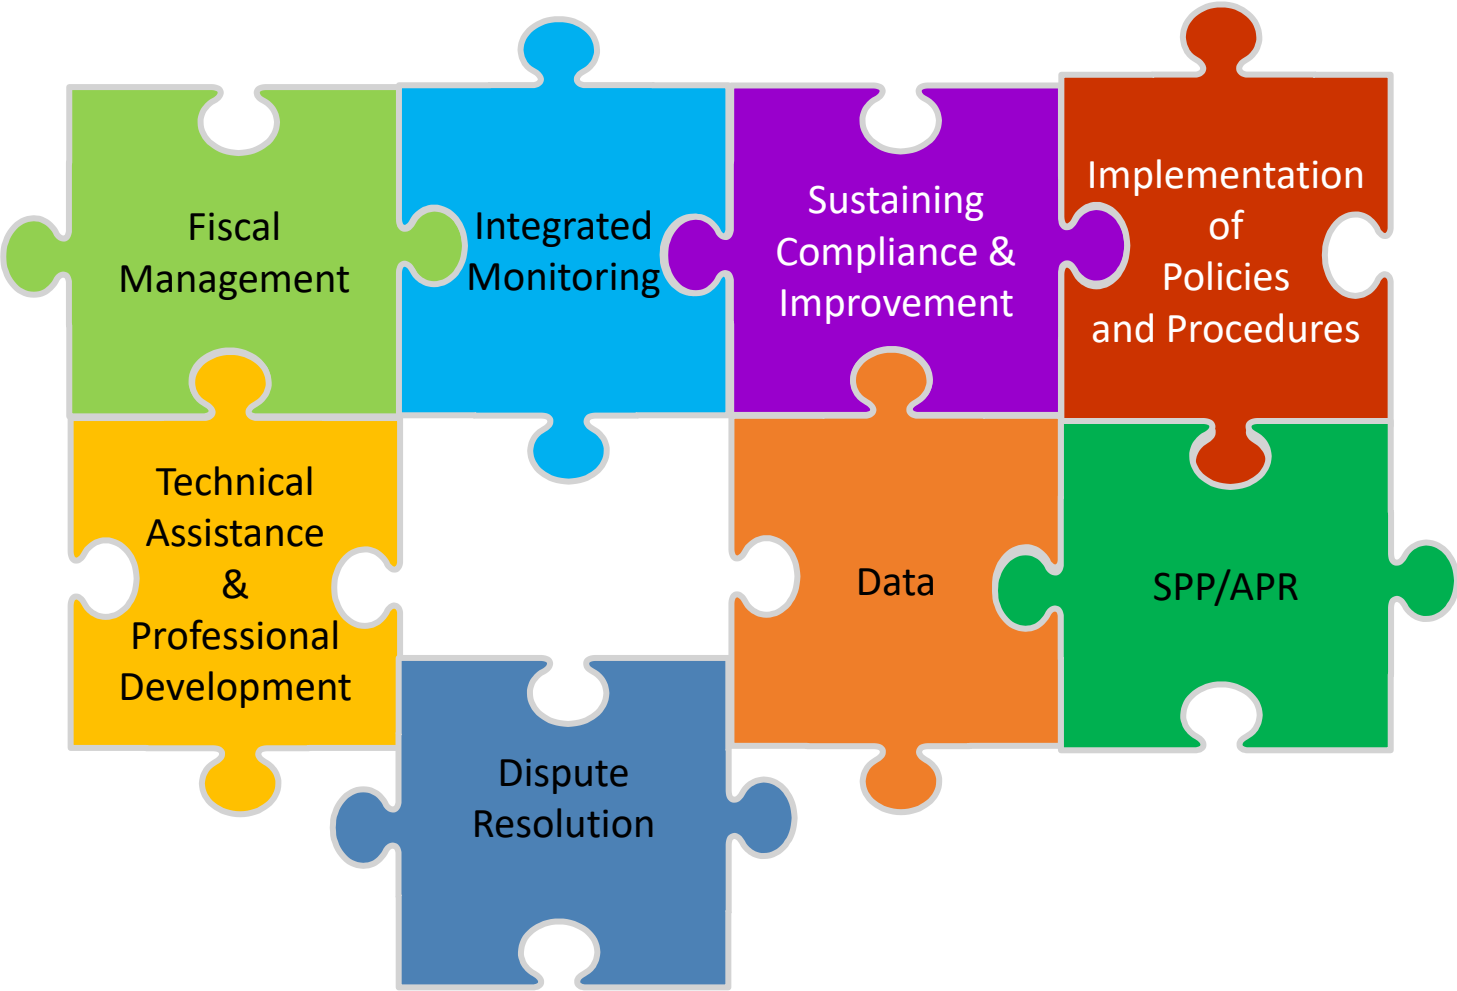 Fiscal
Management
Integrated
Monitoring
Sustaining
Compliance &
Improvement
Implementation
of
Policies
and Procedures
Technical
Assistance
&
Professional
Development
Data
SPP/APR
Dispute
Resolution